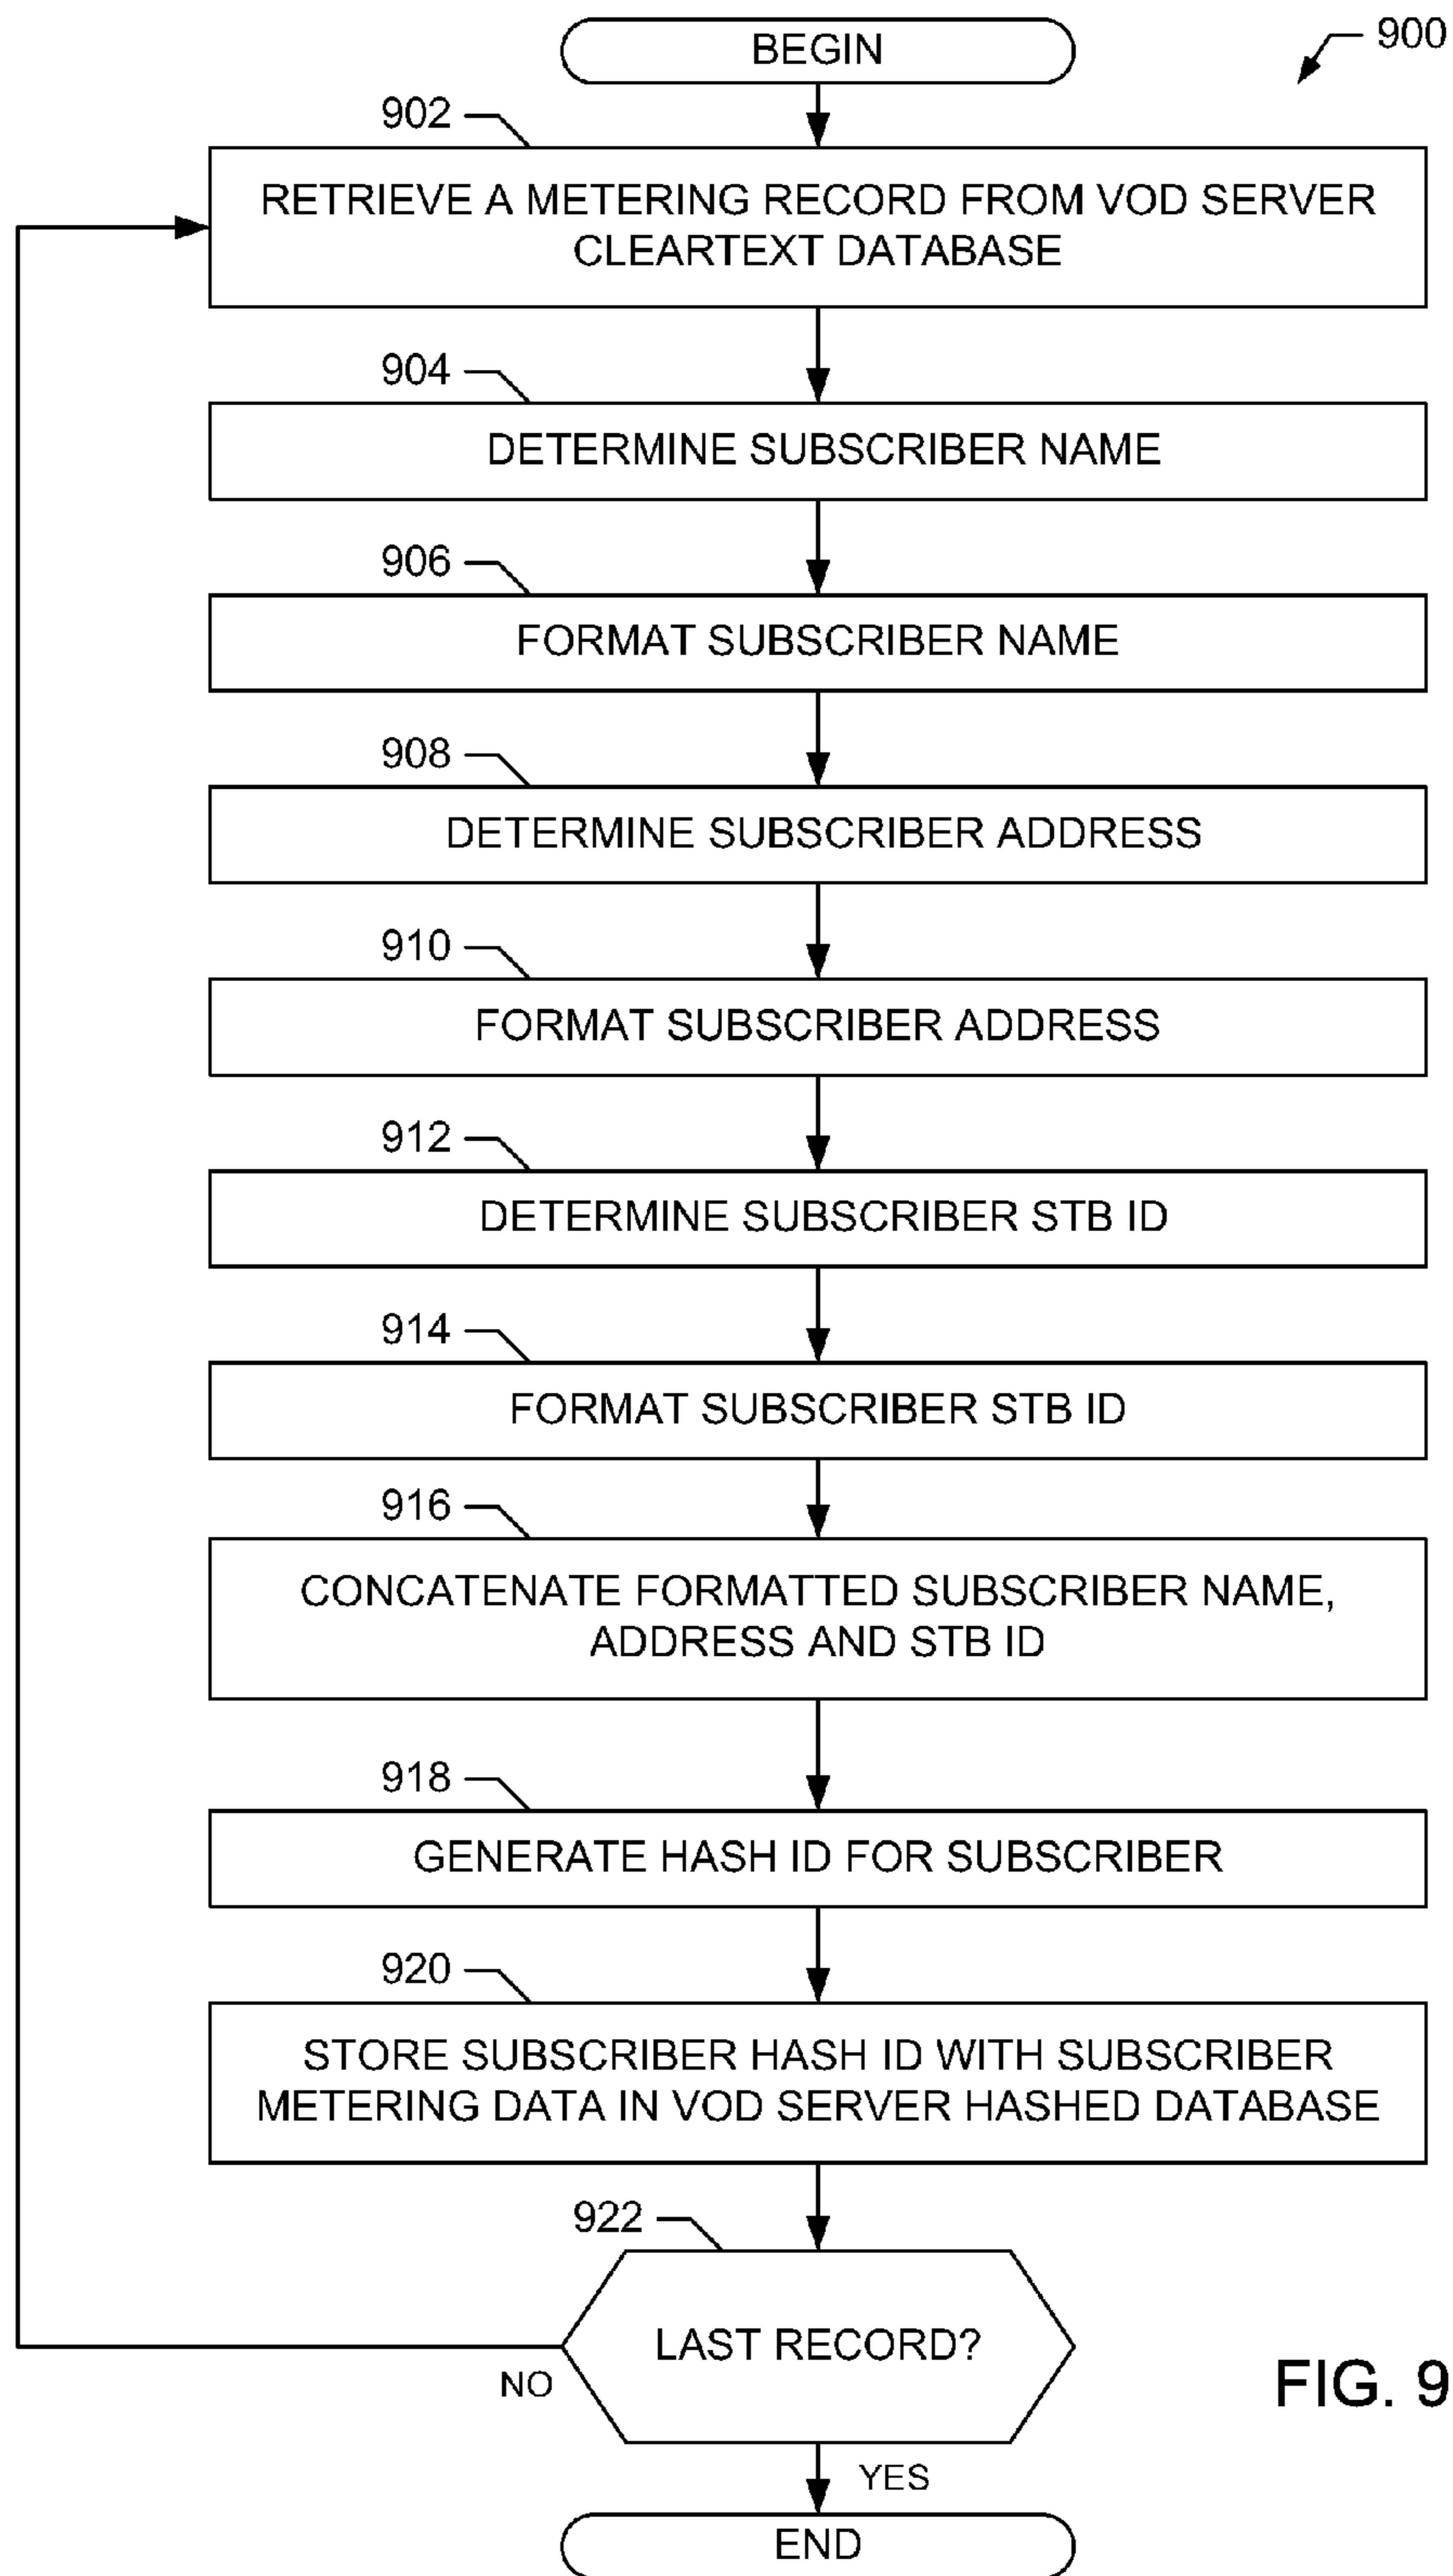 BEGIN
900
902
RETRIEVE A METERING RECORD FROM VOD SERVER
CLEARTEXT DATABASE
904
DETERMINE SUBSCRIBER NAME
906
FORMAT SUBSCRIBER NAME
908
DETERMINE SUBSCRIBER ADDRESS
910
FORMAT SUBSCRIBER ADDRESS
912
DETERMINE SUBSCRIBER STB ID
914
FORMAT SUBSCRIBER STB ID
916
CONCATENATE FORMATTED SUBSCRIBER NAME,
ADDRESS AND STB ID
918
GENERATE HASH ID FOR SUBSCRIBER
920
STORE SUBSCRIBER HASH ID WITH SUBSCRIBER
METERING DATA IN VOD SERVER HASHED DATABASE
922
LAST RECORD?
NO
FIG. 9
YES
END